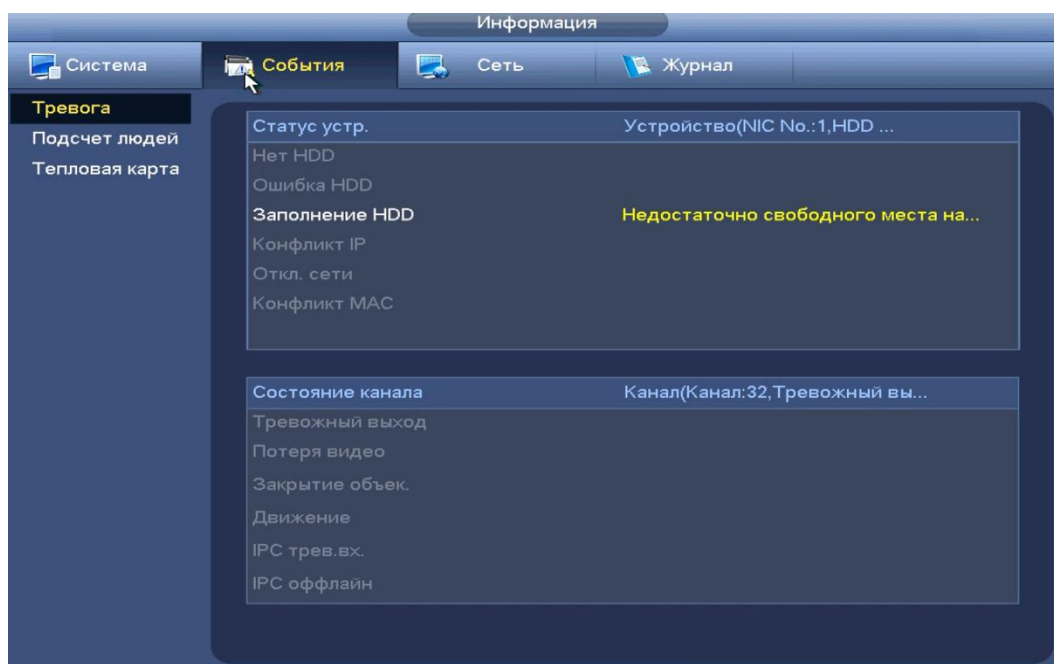 Информация
Система События Сеть Журнал
Тревога
Подсчет людей
Тепловая карта
Статус устр. Устройство(NIC No.:1,HDD ...
Нет HDD
Ошибка HDD
Заполнение HDD Недостаточно свободного места на...
Конфликт IP
Откл. сети
Конфликт MAC
Состояние канала Канал(Канал:32,Тревожный вы...
Тревожный выход
Потеря видео
Закрытие объек.
Движение
IPC трев.вх.
IPC оффлайн